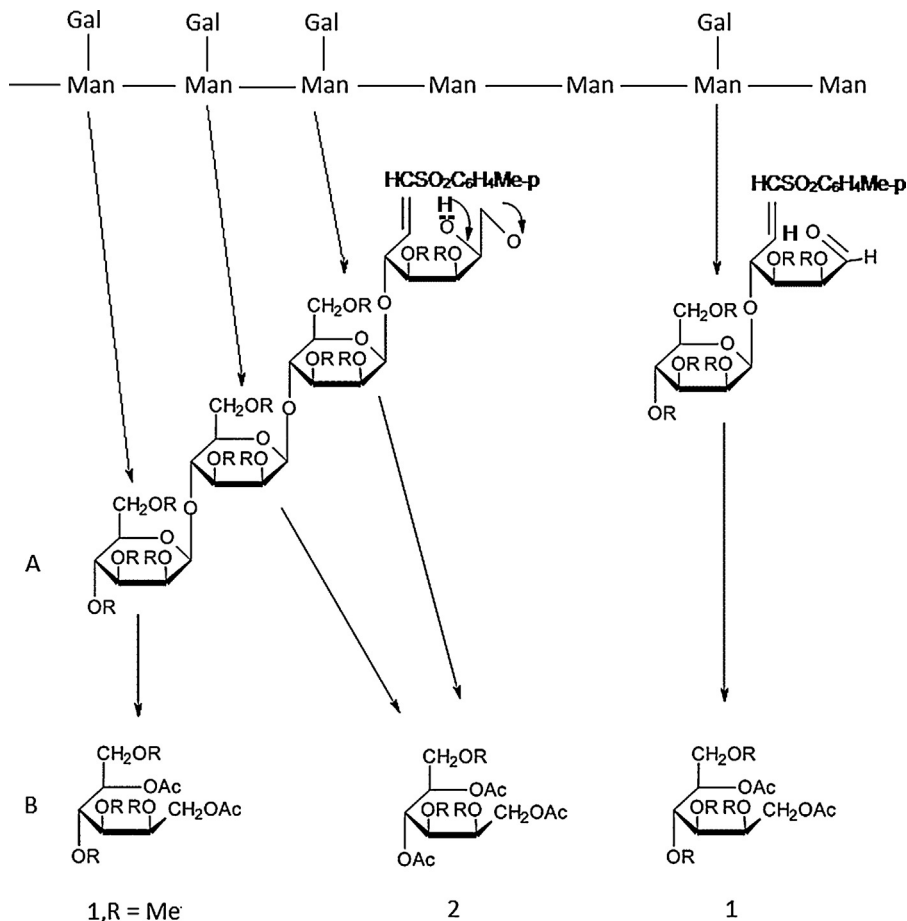 Gal Gal Gal Gal
Man Man Man Man Man Man Man
HCSO₂C₆H₄Me-p HCSO₂C₆H₄Me-p
H
O O
O H
H
OR RO OR RO
O O
CH₂OR CH₂OR
O O
OR RO OR RO
O OR
CH₂OR
O
OR RO
O
CH₂OR
O
A OR RO
OR
CH₂OR CH₂OR CH₂OR
B OAc OAc OAc
OR RO CH₂OAc OR RO CH₂OAc OR RO CH₂OAc
OR OAc OR
1,R = Me 2 1